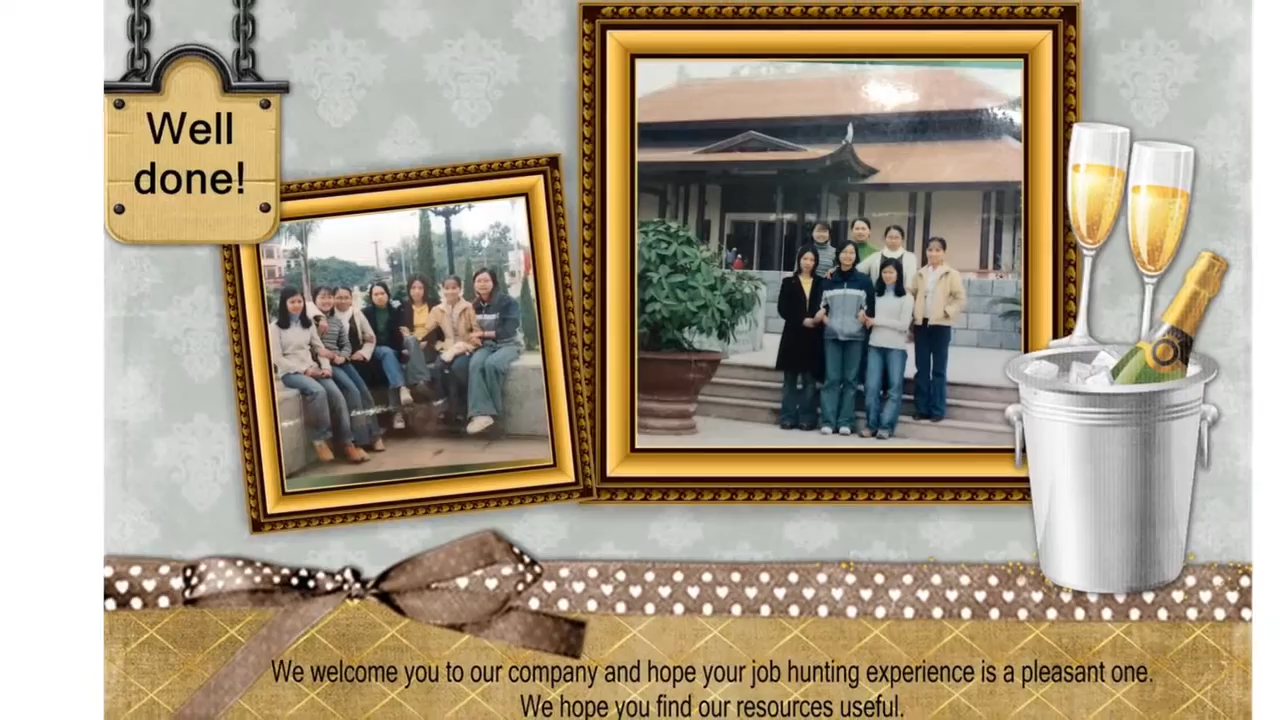 Well
done!
We welcome you to our company and hope your job hunting experience is a pleasant one.
We hope you find our resources useful.